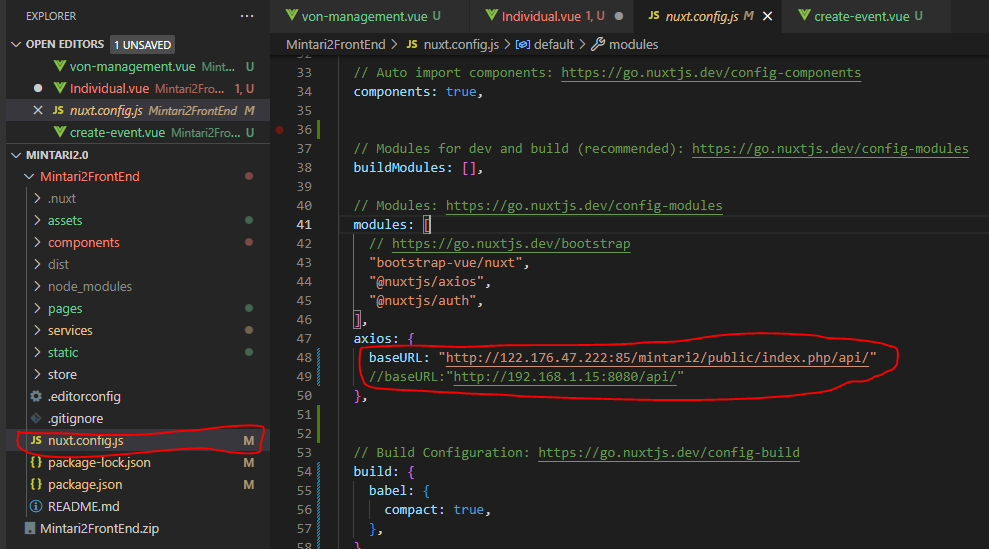 EXPLORER ...
OPEN EDITORS 1 UNSAVED
von-management.vue Mint... U
Individual.vue Mintari2Fro... 1, U
JS nuxt.config.js Mintari2FrontEnd M
create-event.vue Mintari2Fro... U
MINTARI2.0
Mintari2FrontEnd
.nuxt
assets
components
dist
node_modules
pages
services
static
store
.editorconfig
.gitignore
JS nuxt.config.js M
{} package-lock.json M
{} package.json M
README.md
Mintari2FrontEnd.zip
von-management.vue U
Individual.vue 1, U
JS nuxt.config.js M
create-event.vue U
Mintari2FrontEnd > JS nuxt.config.js > default > modules
33 // Auto import components: https://go.nuxtjs.dev/config-components
34 components: true,
35
36
37 // Modules for dev and build (recommended): https://go.nuxtjs.dev/config-modules
38 buildModules: [],
39
40 // Modules: https://go.nuxtjs.dev/config-modules
41 modules: [
42 // https://go.nuxtjs.dev/bootstrap
43 "bootstrap-vue/nuxt",
44 "@nuxtjs/axios",
45 "@nuxtjs/auth",
46 ],
47 axios: {
48 baseURL: "http://122.176.47.222:85/mintari2/public/index.php/api/"
49 //baseURL:"http://192.168.1.15:8080/api/"
50 },
51
52
53 // Build Configuration: https://go.nuxtjs.dev/config-build
54 build: {
55 babel: {
56 compact: true,
57 },
58 }